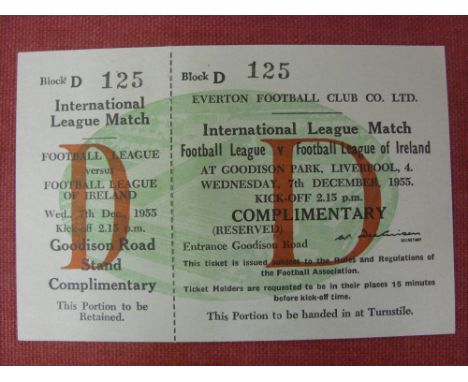 Block D 125
International
League Match
FOOTBALL LEAGUE
versus
FOOTBALL LEAGUE
OF IRELAND
Wed., 7th Dec., 1955
Kick-off 2.15 p.m.
Goodison Road
Stand
Complimentary
This Portion to be
Retained.
D
Block D 125
EVERTON FOOTBALL CLUB CO. LTD.
International League Match
Football League v Football League of Ireland
AT GOODISON PARK, LIVERPOOL, 4.
WEDNESDAY, 7th DECEMBER, 1955.
KICK-OFF 2.15 p.m.
COMPLIMENTARY
(RESERVED)
Entrance Goodison Road
SECRETARY
This ticket is issued subject to the Rules and Regulations of
the Football Association.
Ticket Holders are requested to be in their places 15 minutes
before kick-off time.
This Portion to be handed in at Turnstile.
D